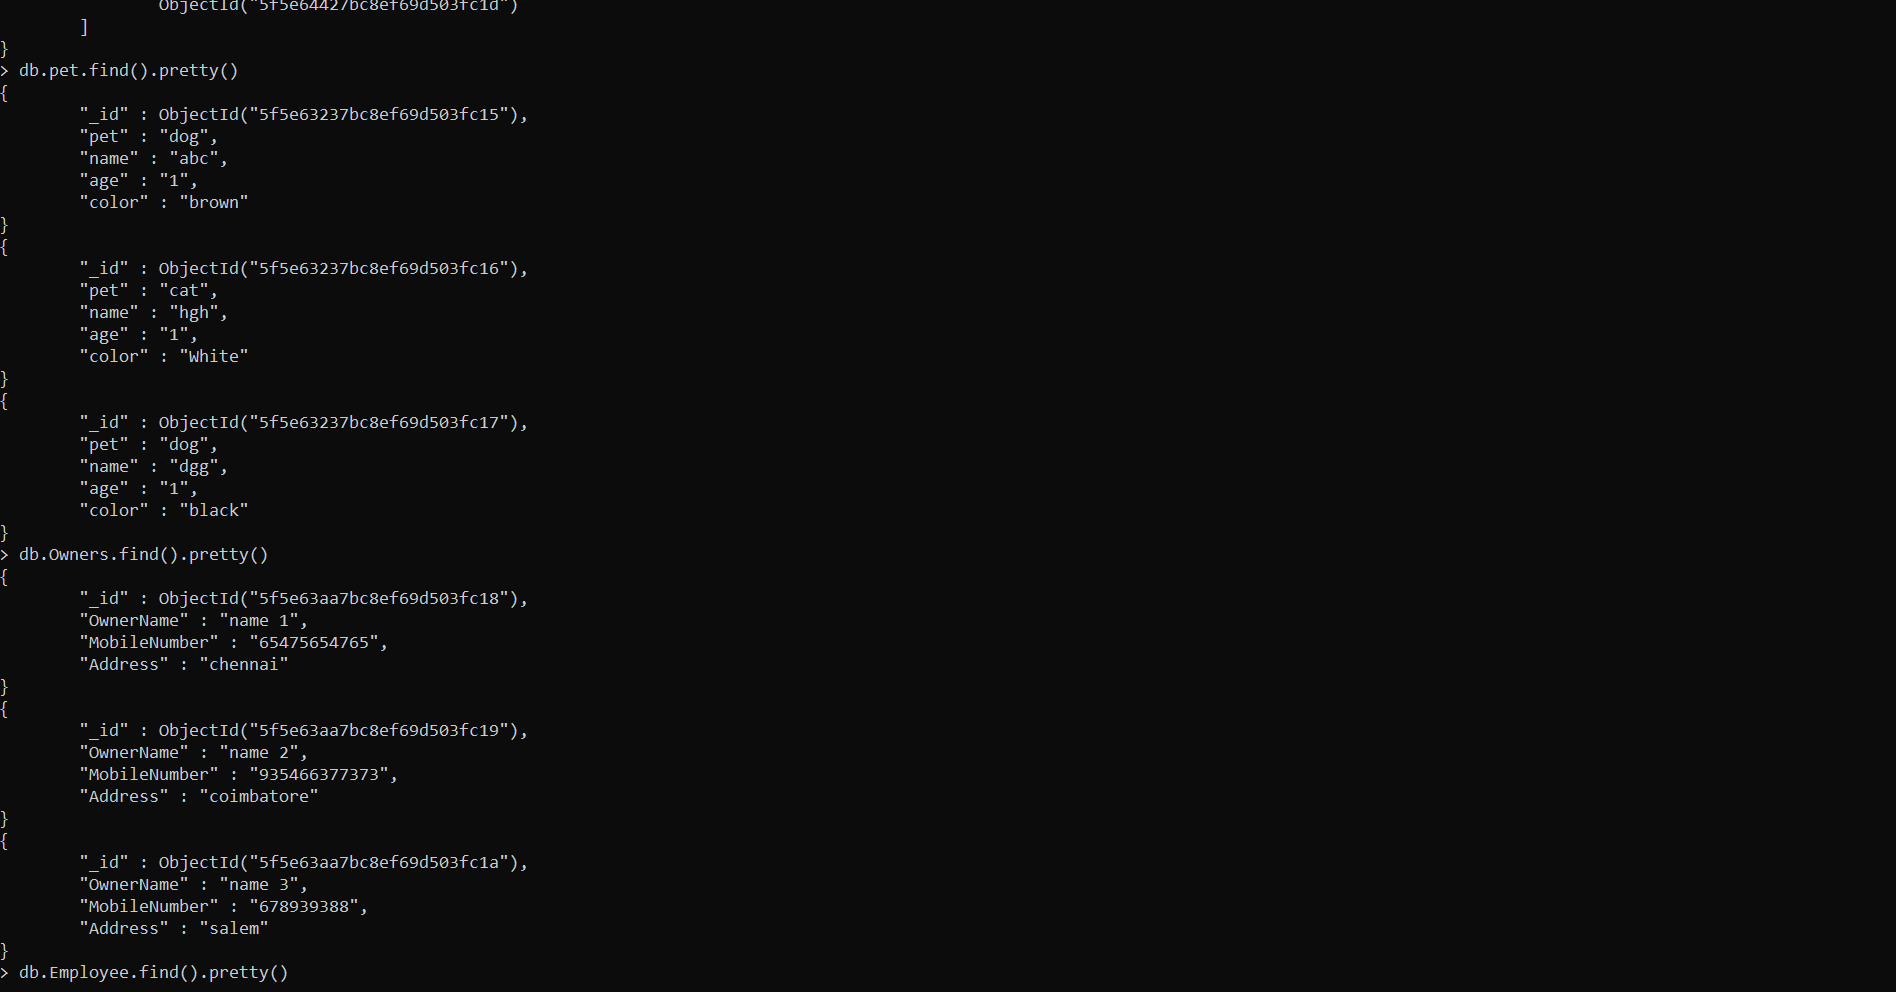 ObjectId("5f5e64427bc8ef69d503fc1d")
]
}
> db.pet.find().pretty()
{
"_id" : ObjectId("5f5e63237bc8ef69d503fc15"),
"pet" : "dog",
"name" : "abc",
"age" : "1",
"color" : "brown"
}
{
"_id" : ObjectId("5f5e63237bc8ef69d503fc16"),
"pet" : "cat",
"name" : "hgh",
"age" : "1",
"color" : "White"
}
{
"_id" : ObjectId("5f5e63237bc8ef69d503fc17"),
"pet" : "dog",
"name" : "dgg",
"age" : "1",
"color" : "black"
}
> db.Owners.find().pretty()
{
"_id" : ObjectId("5f5e63aa7bc8ef69d503fc18"),
"OwnerName" : "name 1",
"MobileNumber" : "65475654765",
"Address" : "chennai"
}
{
"_id" : ObjectId("5f5e63aa7bc8ef69d503fc19"),
"OwnerName" : "name 2",
"MobileNumber" : "935466377373",
"Address" : "coimbatore"
}
{
"_id" : ObjectId("5f5e63aa7bc8ef69d503fc1a"),
"OwnerName" : "name 3",
"MobileNumber" : "678939388",
"Address" : "salem"
}
> db.Employee.find().pretty()